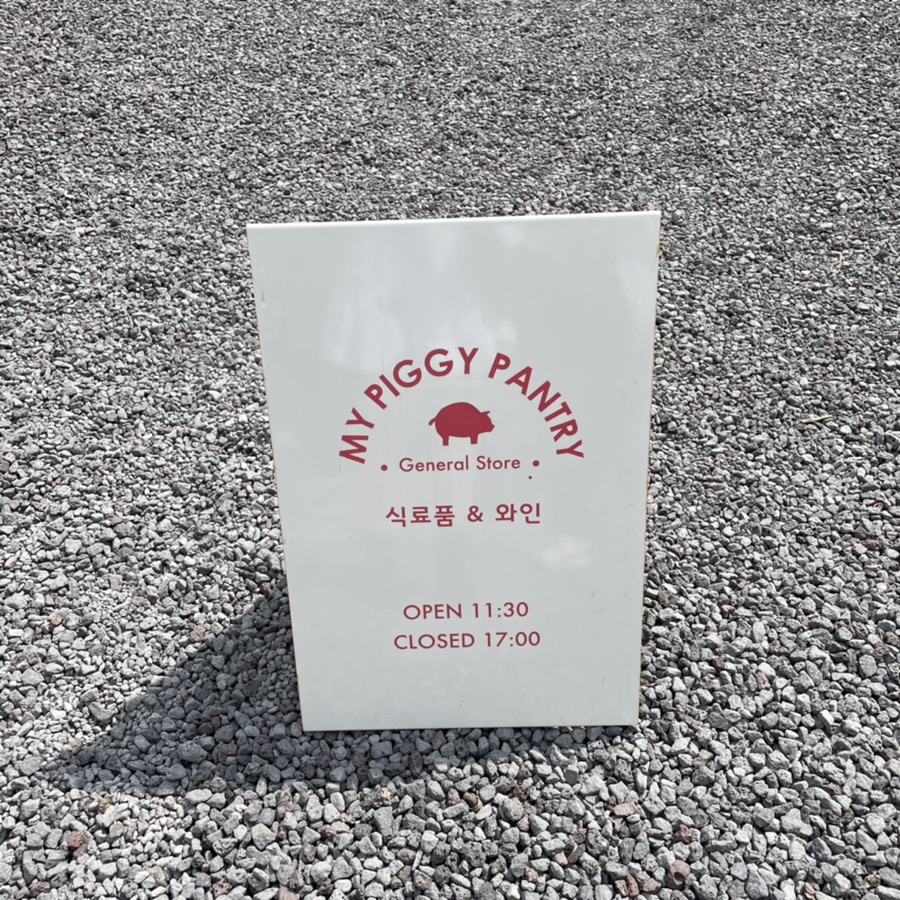 MY PIGGY PANTRY
• General Store •
식료품 & 와인
OPEN 11:30
CLOSED 17:00